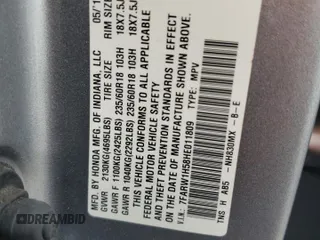 MFD. BY HONDA MFG. OF INDIANA, LLC 05/1
TIRE SIZE RIM SIZE
GVWR 2130KG(4695LBS)
GAWR F 1100KG(2425LBS) 235/60R18 103H 18X7.5J
GAWR R 1040KG(2292LBS) 235/60R18 103H 18X7.5J
THIS VEHICLE CONFORMS TO ALL APPLICABLE
FEDERAL MOTOR VEHICLE SAFETY
AND THEFT PREVENTION STANDARDS IN EFFECT
ON THE DATE OF MANUFACTURE SHOWN ABOVE.
V.I.N.: 7FARW1H58HE011809 TYPE: MPV
TNS H ABS - NH830MX - B-E
DREAMBID